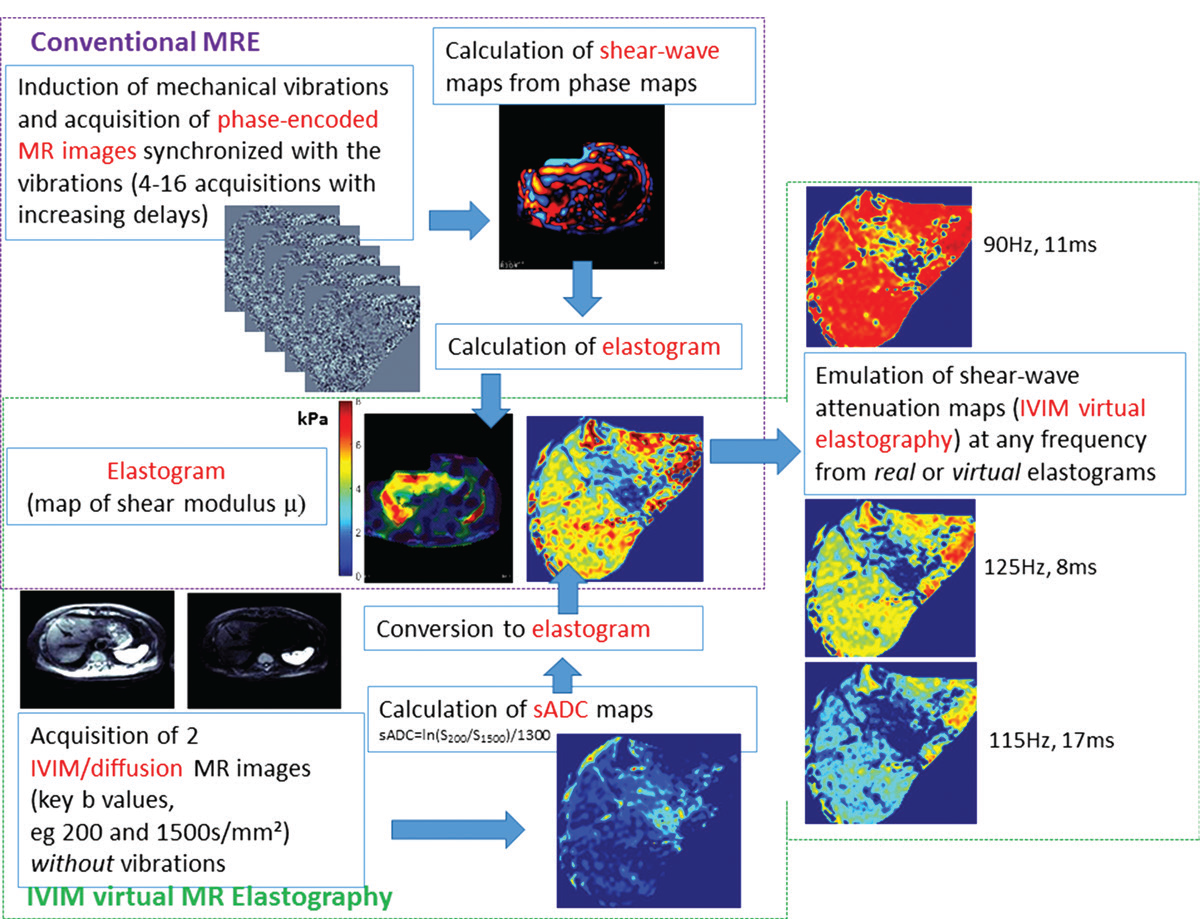 Conventional MRE
Induction of mechanical vibrations
and acquisition of phase-encoded
MR images synchronized with the
vibrations (4-16 acquisitions with
increasing delays)
Calculation of shear-wave
maps from phase maps
Calculation of elastogram
kPa
8
6
4
2
0
Elastogram
(map of shear modulus μ)
Conversion to elastogram
Calculation of sADC maps
sADC=ln(S200/S1500)/1300
Acquisition of 2
IVIM/diffusion MR images
(key b values,
eg 200 and 1500s/mm²)
without vibrations
IVIM virtual MR Elastography
90Hz, 11ms
Emulation of shear-wave
attenuation maps (IVIM virtual
elastography) at any frequency
from real or virtual elastograms
125Hz, 8ms
115Hz, 17ms